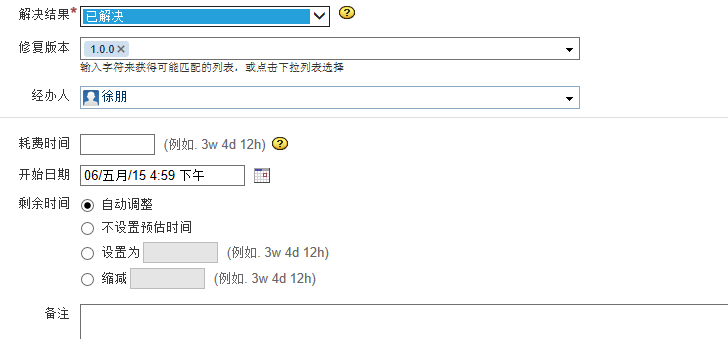 解决结果* 已解决 ?
修复版本 1.0.0 ×
输入字符来获得可能匹配的列表，或点击下拉列表选择
经办人 徐朋
耗费时间 (例如. 3w 4d 12h) ?
开始日期 06/五月/15 4:59 下午
剩余时间 自动调整
不设置预估时间
设置为 (例如. 3w 4d 12h)
缩减 (例如. 3w 4d 12h)
备注